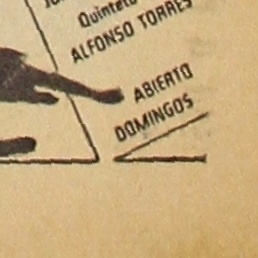 Quinteto
ALFONSO TORRES
ABIERTO
DOMINGOS